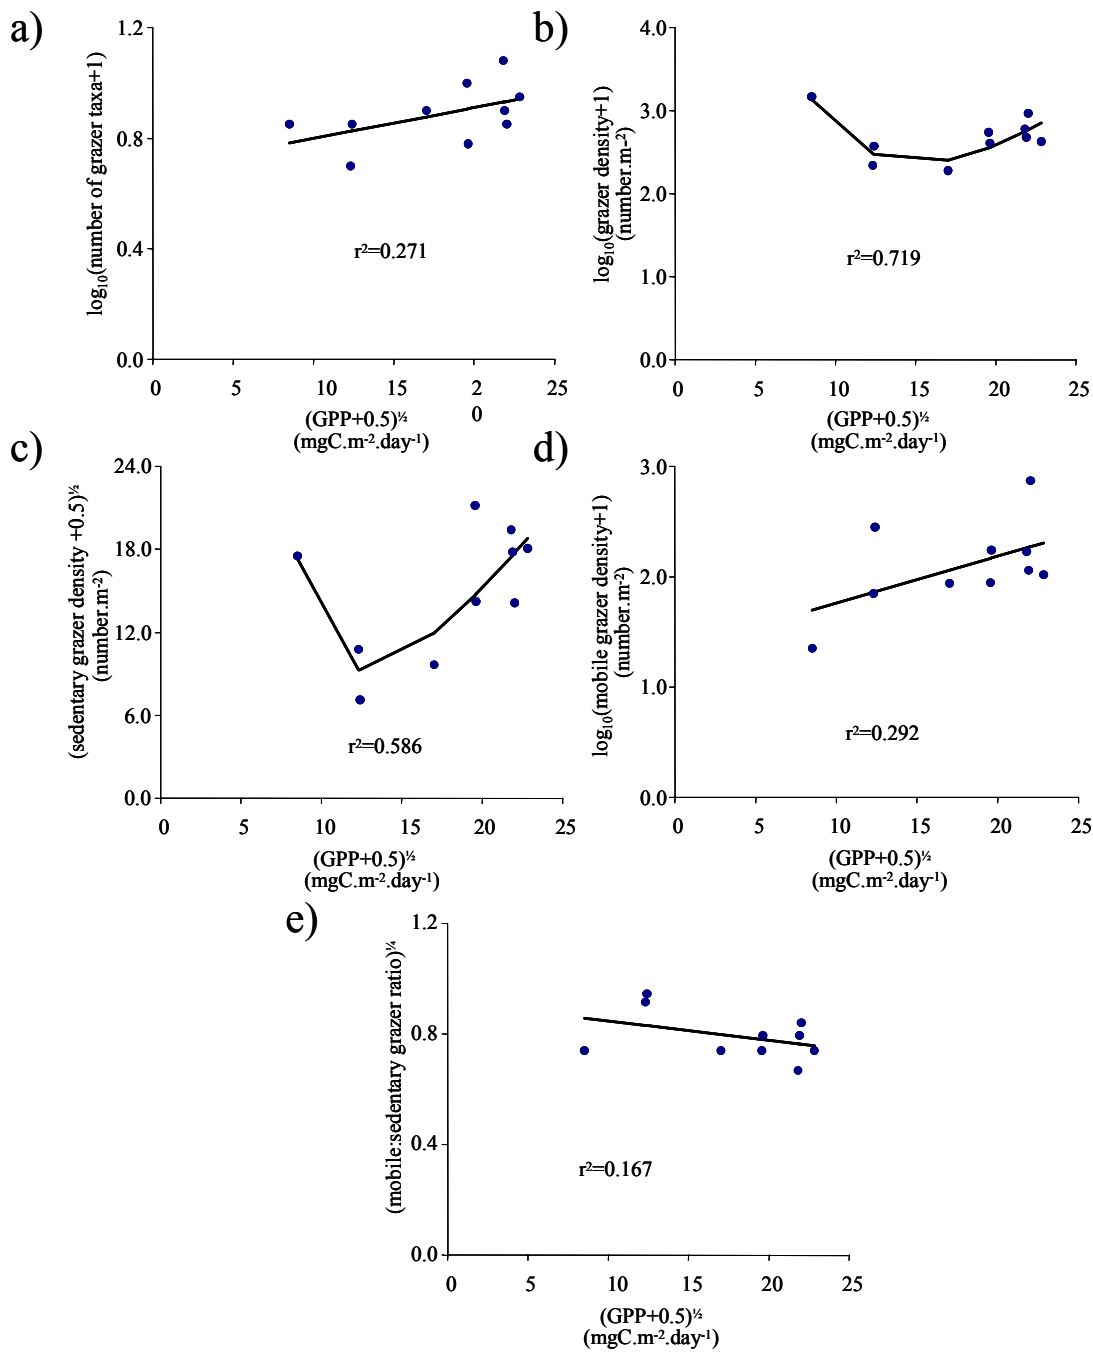 a)
log₁₀(number of grazer taxa+1)
1.2
0.8
0.4
0.0
r²=0.271
0 5 10 15 2 25
0
(GPP+0.5)^½
(mgC.m⁻².day⁻¹)
b)
log₁₀(grazer density+1)
(number.m⁻²)
4.0
3.0
2.0
1.0
0.0
r²=0.719
0 5 10 15 20 25
(GPP+0.5)^½
(mgC.m⁻².day⁻¹)
c)
(sedentary grazer density +0.5)^½
(number.m⁻²)
24.0
18.0
12.0
6.0
0.0
r²=0.586
0 5 10 15 20 25
(GPP+0.5)^½
(mgC.m⁻².day⁻¹)
d)
log₁₀(mobile grazer density+1)
(number.m⁻²)
3.0
2.0
1.0
0.0
r²=0.292
0 5 10 15 20 25
(GPP+0.5)^½
(mgC.m⁻².day⁻¹)
e)
(mobile:sedentary grazer ratio)^¼
1.2
0.8
0.4
0.0
r²=0.167
0 5 10 15 20 25
(GPP+0.5)^½
(mgC.m⁻².day⁻¹)